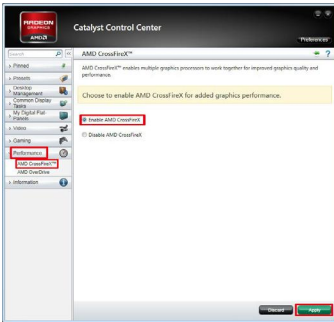 RADEON
GRAPHICS
AMD
Catalyst Control Center
Preferences
Search
AMD CrossFireX™
Pinned
Presets
AMD CrossFireX™ enables multiple graphics processors to work together for improved graphics quality and
performance.
Desktop
Management
Common Display
Tasks
Choose to enable AMD CrossFireX for added graphics performance.
My Digital Flat-
Panels
Video
Enable AMD CrossFireX
Gaming
Disable AMD CrossFireX
Performance
AMD CrossFireX™
AMD OverDrive
Information
Discard
Apply